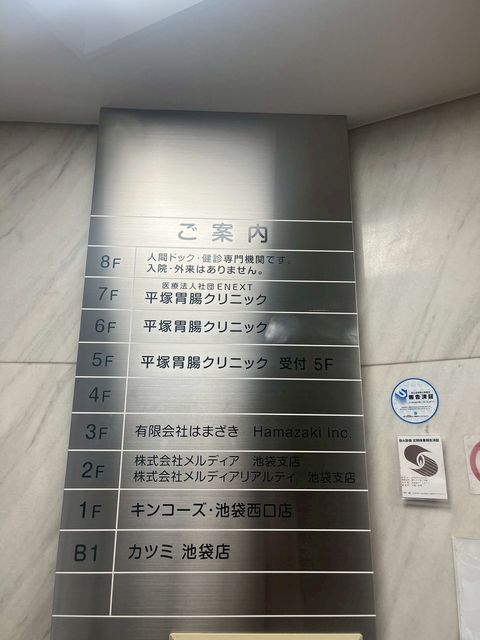 ご案内
8F 人間ドック・健診専門機関です。
入院・外来はありません。
医療法人社団ENEXT
7F 平塚胃腸クリニック
6F 平塚胃腸クリニック
5F 平塚胃腸クリニック 受付 5F
4F
3F 有限会社はまざき Hamazaki Inc.
2F 株式会社メルディア 池袋支店
株式会社メルディアリアルティ 池袋支店
1F キンコーズ・池袋西口店
B1 カツミ 池袋店
報告済証